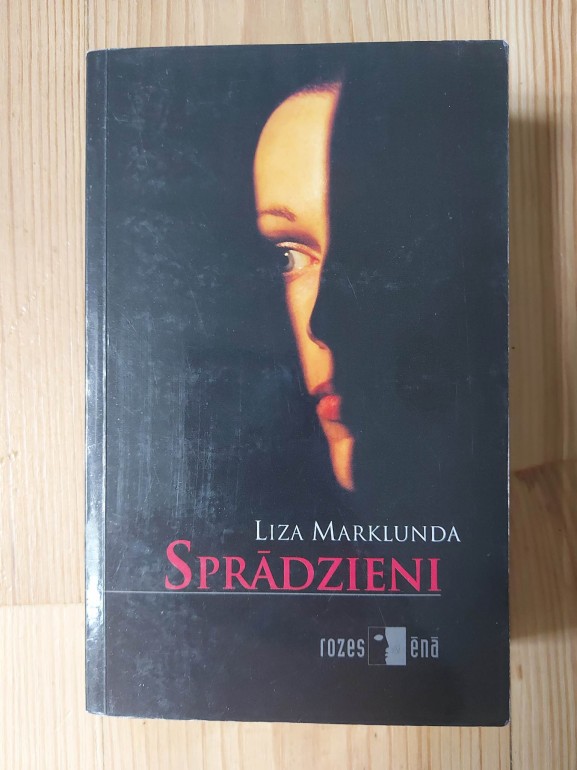 LIZA MARKLUNDA
SPRĀDZIENI
rozes ēnā